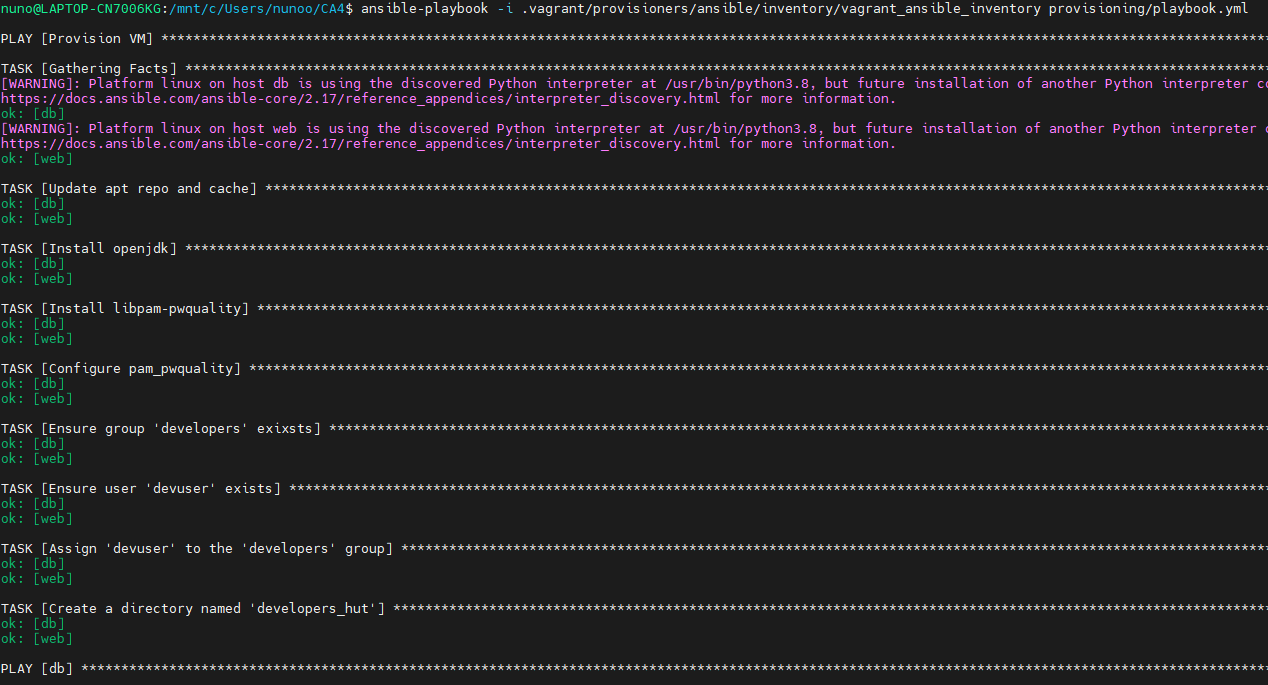 nuno@LAPTOP-CN7006KG:/mnt/c/Users/nunoo/CA4$ ansible-playbook -i .vagrant/provisioners/ansible/inventory/vagrant_ansible_inventory provisioning/playbook.yml
PLAY [Provision VM] ******************************************************************************************************************************************
TASK [Gathering Facts] ***************************************************************************************************************************************
[WARNING]: Platform linux on host db is using the discovered Python interpreter at /usr/bin/python3.8, but future installation of another Python interpreter
https://docs.ansible.com/ansible-core/2.17/reference_appendices/interpreter_discovery.html for more information.
ok: [db]
[WARNING]: Platform linux on host web is using the discovered Python interpreter at /usr/bin/python3.8, but future installation of another Python interpreter
https://docs.ansible.com/ansible-core/2.17/reference_appendices/interpreter_discovery.html for more information.
ok: [web]
TASK [Update apt repo and cache] *****************************************************************************************************************************
ok: [db]
ok: [web]
TASK [Install openjdk] ***************************************************************************************************************************************
ok: [db]
ok: [web]
TASK [Install libpam-pwquality] ******************************************************************************************************************************
ok: [db]
ok: [web]
TASK [Configure pam_pwquality] *******************************************************************************************************************************
ok: [db]
ok: [web]
TASK [Ensure group 'developers' exixsts] *********************************************************************************************************************
ok: [db]
ok: [web]
TASK [Ensure user 'devuser' exists] **************************************************************************************************************************
ok: [db]
ok: [web]
TASK [Assign 'devuser' to the 'developers' group] ************************************************************************************************************
ok: [db]
ok: [web]
TASK [Create a directory named 'developers_hut'] *************************************************************************************************************
ok: [db]
ok: [web]
PLAY [db] ****************************************************************************************************************************************************